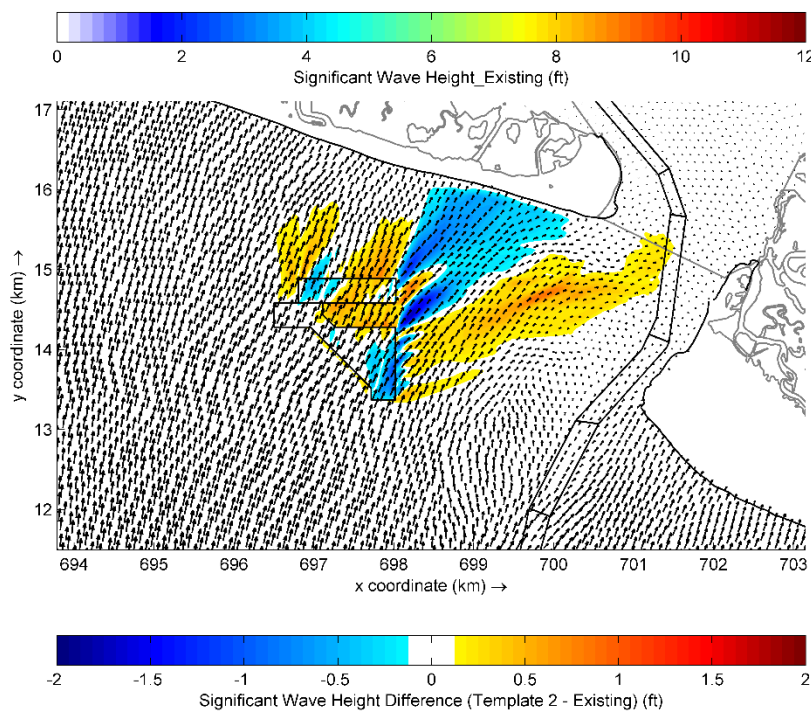 0 2 4 6 8 10 12
Significant Wave Height_Existing (ft)
17
16
15
14
13
12
y coordinate (km) →
694 695 696 697 698 699 700 701 702 703
x coordinate (km) →
-2 -1.5 -1 -0.5 0 0.5 1 1.5 2
Significant Wave Height Difference (Template 2 - Existing) (ft)